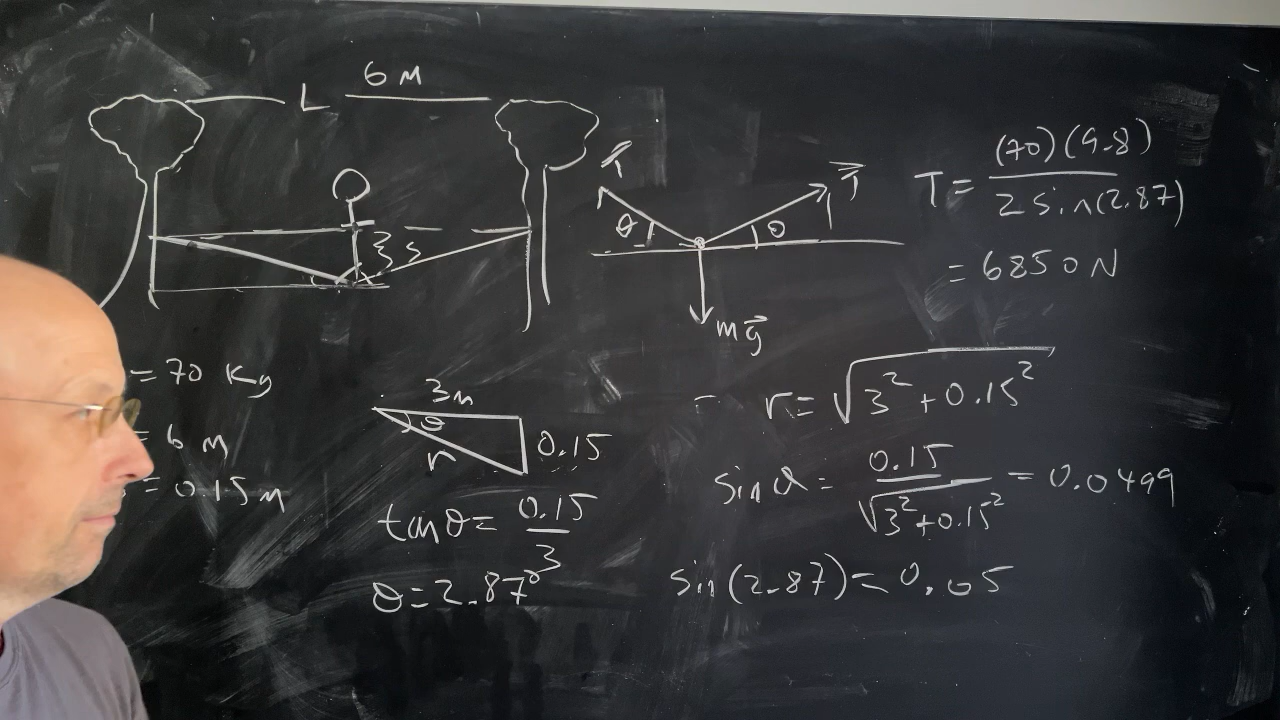 L 6 M
S
θ θ
T⃗ T⃗
mg⃗
T = (70)(9.8) / 2 sin(2.87)
= 6850 N
= 70 Kg
= 6 M
= 0.15 M
3m
θ
r
0.15
tan θ = 0.15 / 3
θ = 2.87°
r = √(3² + 0.15²)
sin θ = 0.15 / √(3² + 0.15²) = 0.0499
sin(2.87) = 0.05